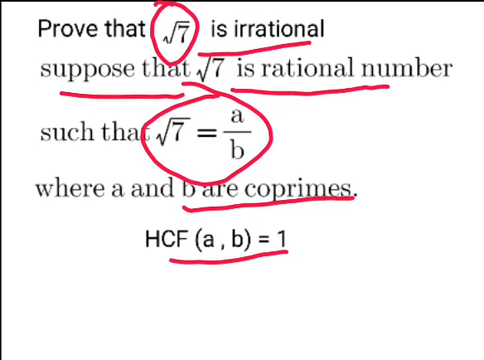 Prove that √7 is irrational
suppose that √7 is rational number
such that √7 = a/b
where a and b are coprimes.
HCF (a , b) = 1